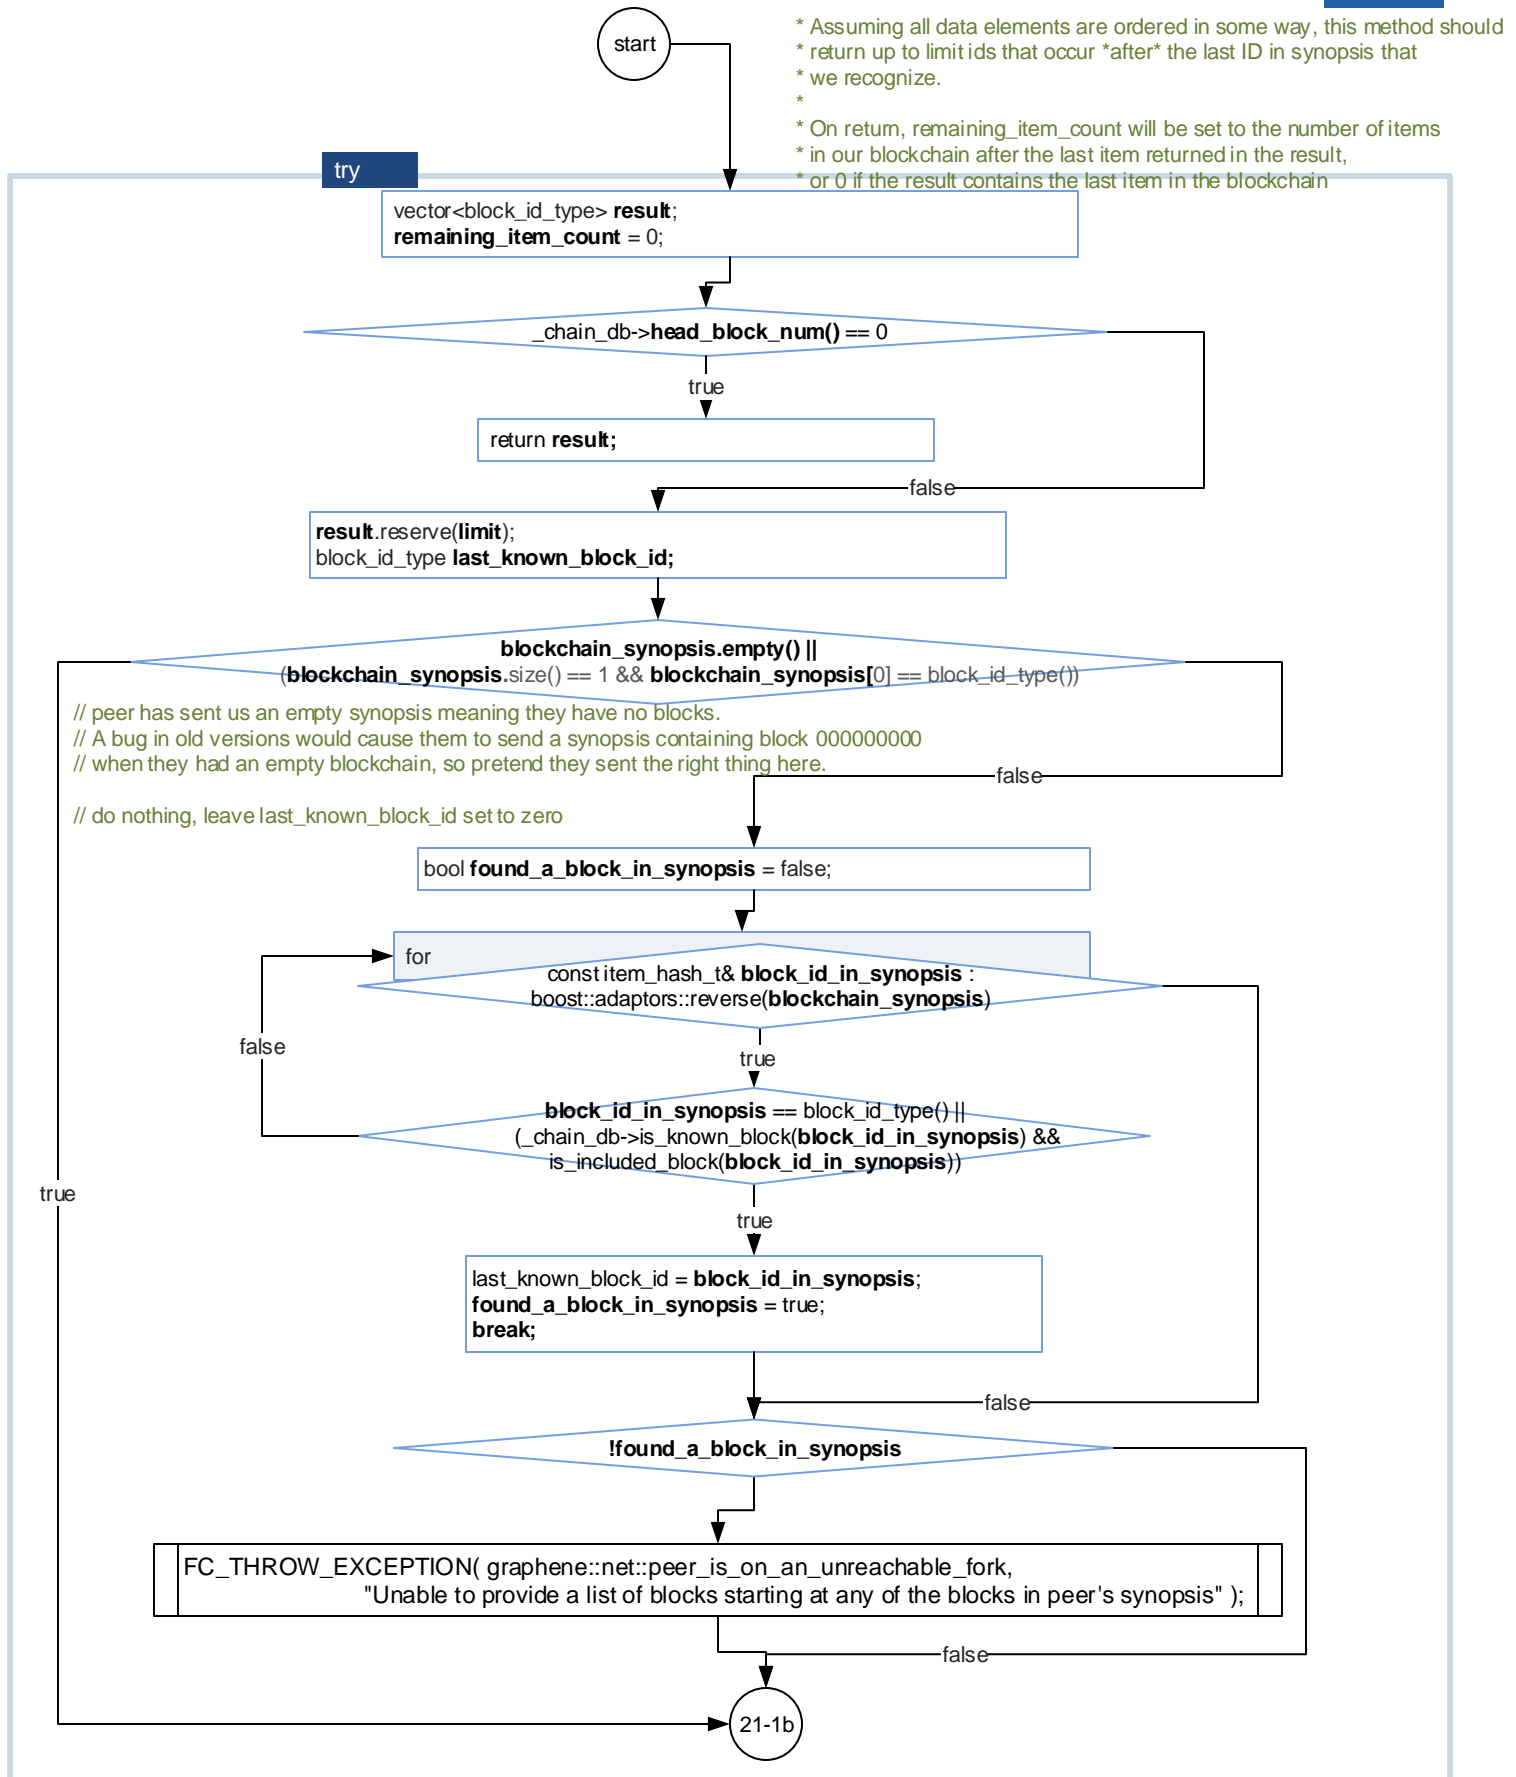 start
* Assuming all data elements are ordered in some way, this method should
* return up to limit ids that occur *after* the last ID in synopsis that
* we recognize.
*
* On return, remaining_item_count will be set to the number of items
* in our blockchain after the last item returned in the result,
* or 0 if the result contains the last item in the blockchain
try
vector<block_id_type> result;
remaining_item_count = 0;
_chain_db->head_block_num() == 0
true
return result;
false
result.reserve(limit);
block_id_type last_known_block_id;
blockchain_synopsis.empty() ||
(blockchain_synopsis.size() == 1 && blockchain_synopsis[0] == block_id_type())
// peer has sent us an empty synopsis meaning they have no blocks.
// A bug in old versions would cause them to send a synopsis containing block 000000000
// when they had an empty blockchain, so pretend they sent the right thing here.
false
// do nothing, leave last_known_block_id set to zero
bool found_a_block_in_synopsis = false;
for
const item_hash_t& block_id_in_synopsis :
boost::adaptors::reverse(blockchain_synopsis)
false
true
block_id_in_synopsis == block_id_type() ||
(_chain_db->is_known_block(block_id_in_synopsis) &&
is_included_block(block_id_in_synopsis))
true
true
last_known_block_id = block_id_in_synopsis;
found_a_block_in_synopsis = true;
break;
false
!found_a_block_in_synopsis
FC_THROW_EXCEPTION( graphene::net::peer_is_on_an_unreachable_fork,
"Unable to provide a list of blocks starting at any of the blocks in peer's synopsis" );
false
21-1b